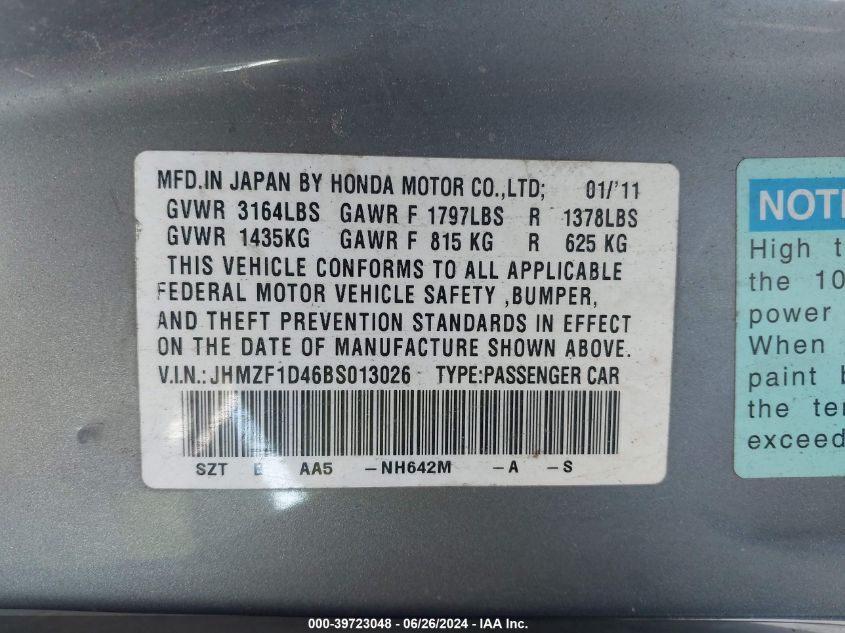 MFD.IN JAPAN BY HONDA MOTOR CO.,LTD; 01/'11
GVWR 3164LBS GAWR F 1797LBS R 1378LBS
GVWR 1435KG GAWR F 815 KG R 625 KG
THIS VEHICLE CONFORMS TO ALL APPLICABLE
FEDERAL MOTOR VEHICLE SAFETY ,BUMPER,
AND THEFT PREVENTION STANDARDS IN EFFECT
ON THE DATE OF MANUFACTURE SHOWN ABOVE.
V.I.N.: JHMZF1D46BS013026 TYPE:PASSENGER CAR
SZT E AA5 -NH642M -A -S
NOTI
High t
the 10
power
When
paint b
the ter
exceed
000-39723048 - 06/26/2024 - IAA Inc.